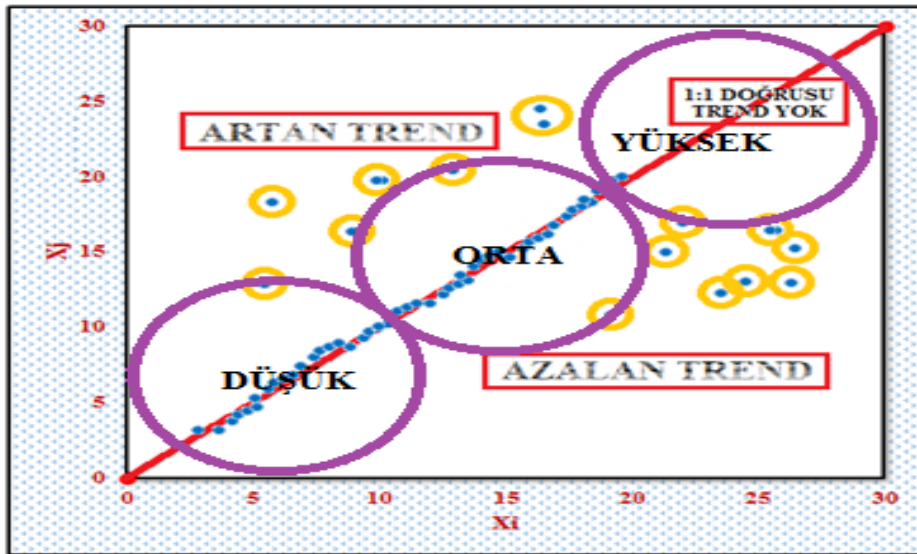 30
25
20
15
10
5
0
Xj
ARTAN TREND
1:1 DOĞRUSU
TREND YOK
YÜKSEK
ORTA
DÜŞÜK
AZALAN TREND
0 5 10 15 20 25 30
Xi